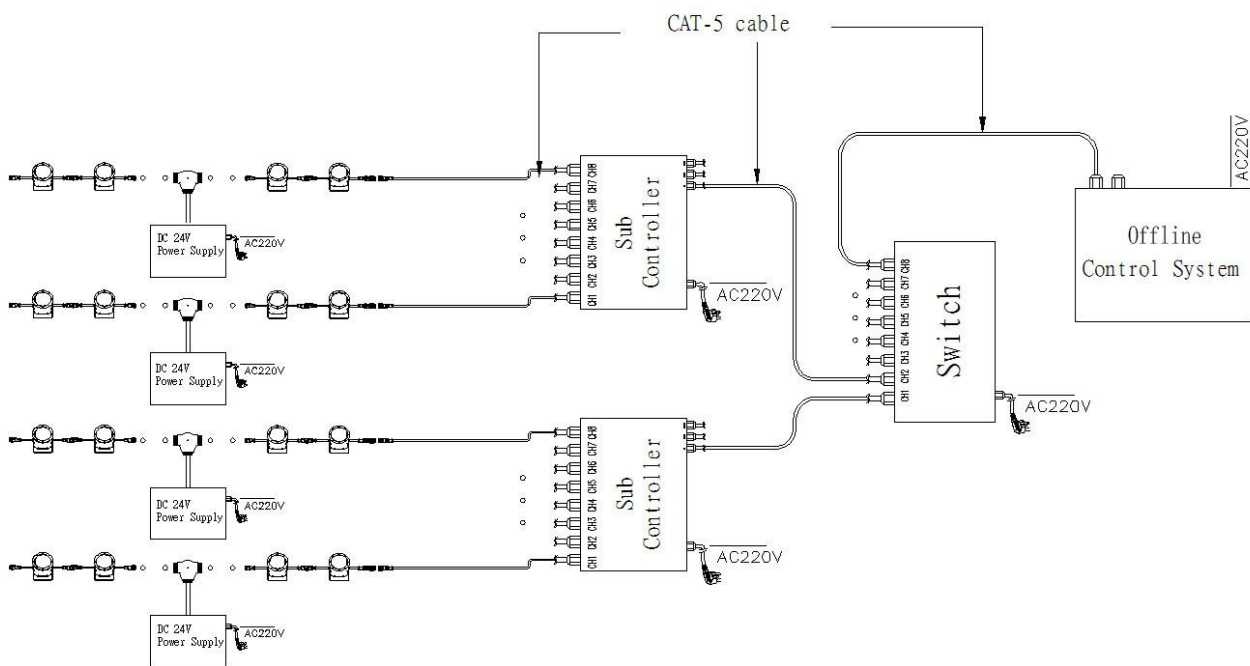 CAT-5 cable
AC220V
CH8
CH7
CH6
CH5
CH4
CH3
CH2
CH1
Sub
Controller
AC220V
DC 24V
Power Supply
AC220V
DC 24V
Power Supply
AC220V
CH8
CH7
CH6
CH5
CH4
CH3
CH2
CH1
Switch
AC220V
Offline
Control System
CH8
CH7
CH6
CH5
CH4
CH3
CH2
CH1
Sub
Controller
AC220V
DC 24V
Power Supply
AC220V
DC 24V
Power Supply
AC220V